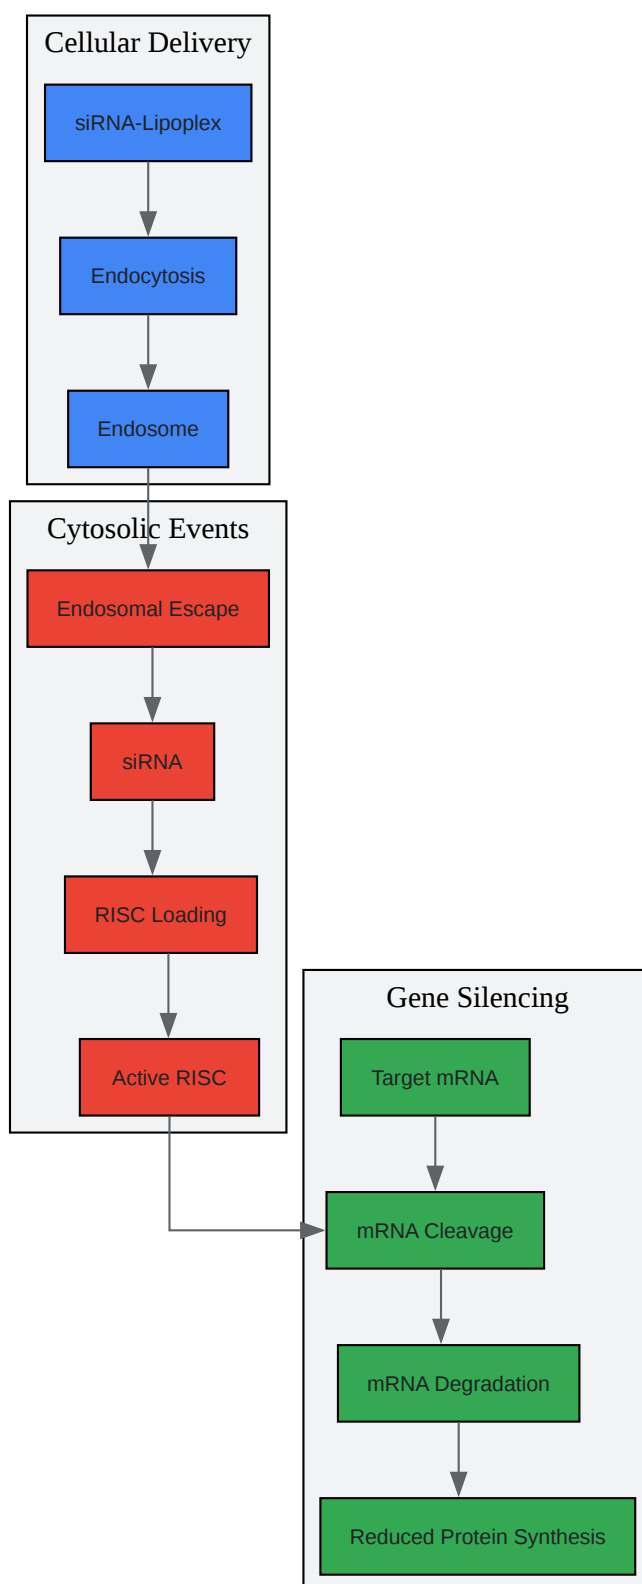 Cellular Delivery
siRNA-Lipoplex
Endocytosis
Endosome
Cytosolic Events
Endosomal Escape
siRNA
RISC Loading
Active RISC
Gene Silencing
Target mRNA
mRNA Cleavage
mRNA Degradation
Reduced Protein Synthesis